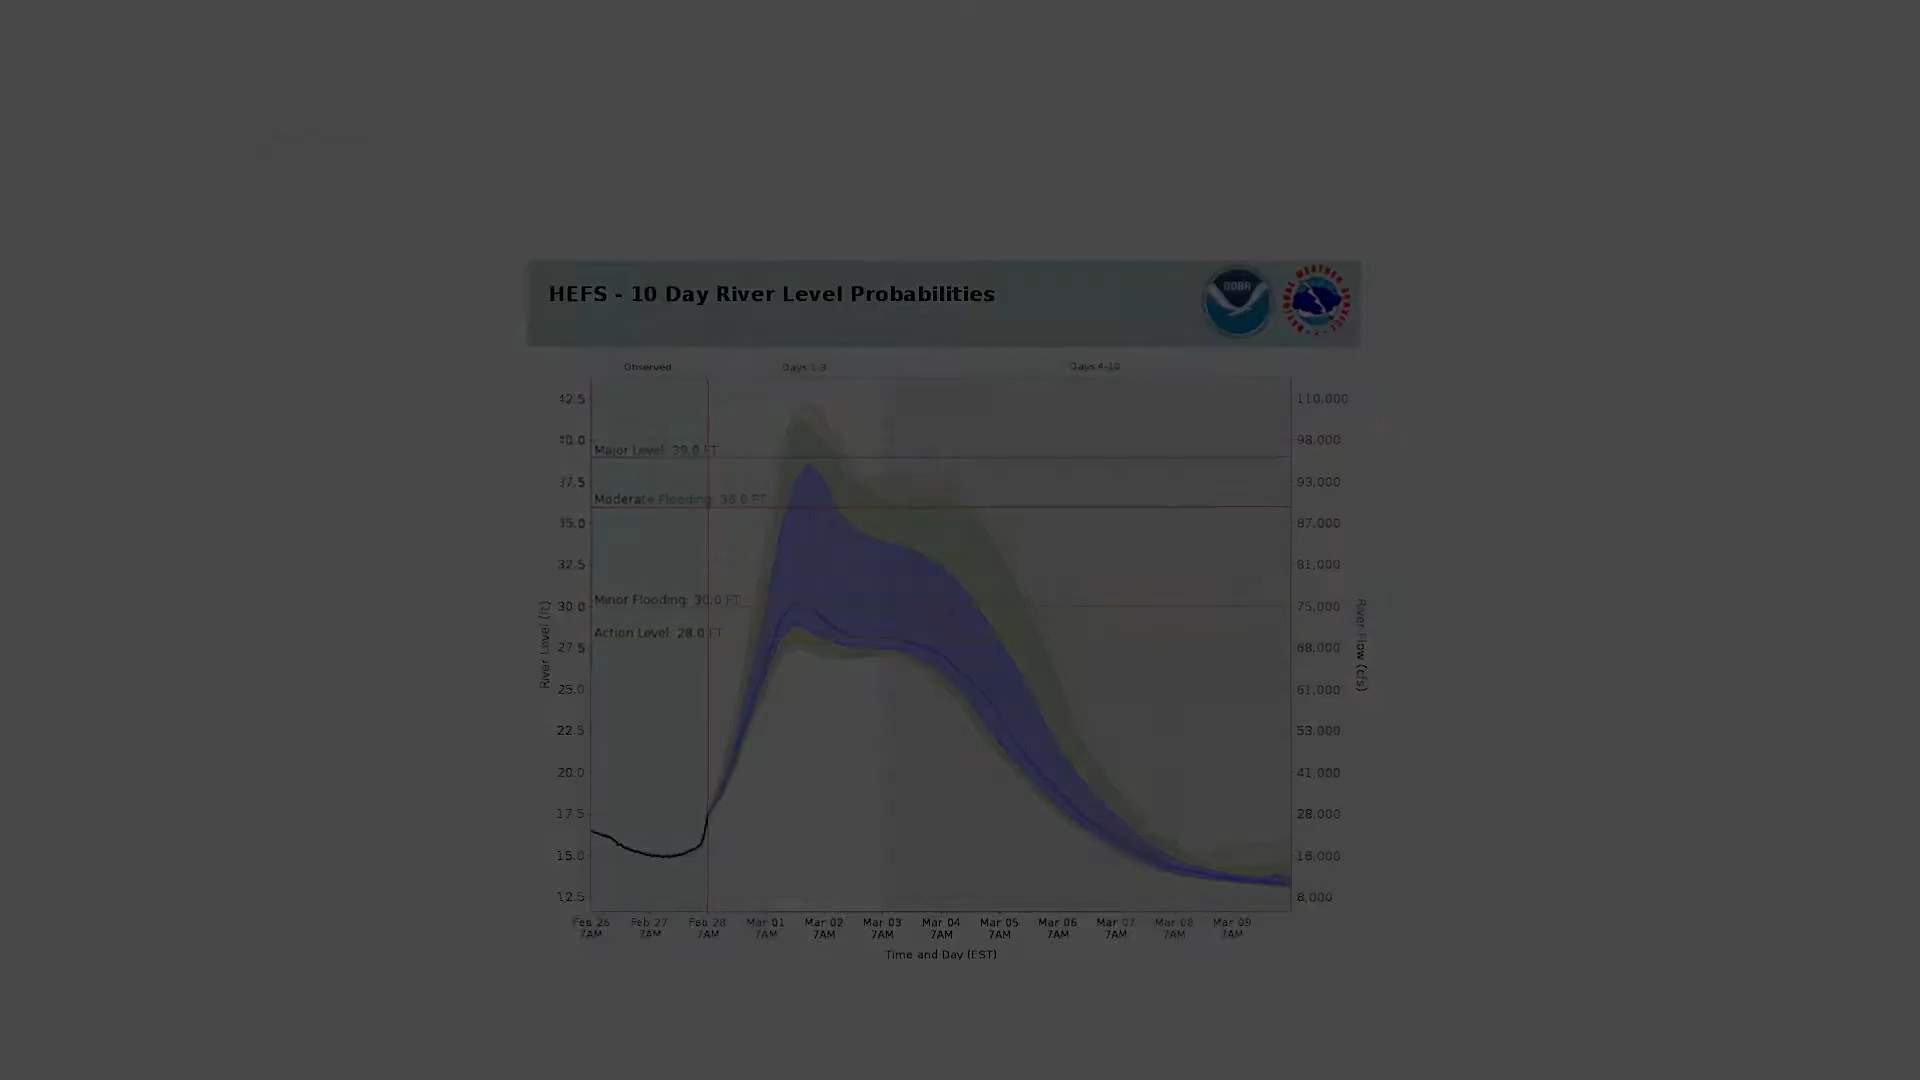 HEFS - 10 Day River Level Probabilities
NOAA
NATIONAL WEATHER SERVICE
Observed
Days 1-3
Days 4-10
42.5
40.0
37.5
35.0
32.5
30.0
27.5
25.0
22.5
20.0
17.5
15.0
12.5
River Level (ft)
Major Level: 39.0 FT
Moderate Flooding: 36.0 FT
Minor Flooding: 30.0 FT
Action Level: 28.0 FT
110,000
98,000
93,000
87,000
81,000
75,000
68,000
61,000
53,000
41,000
28,000
16,000
8,000
River Flow (cfs)
Feb 26 Feb 27 Feb 28 Mar 01 Mar 02 Mar 03 Mar 04 Mar 05 Mar 06 Mar 07 Mar 08 Mar 09
7AM 7AM 7AM 7AM 7AM 7AM 7AM 7AM 7AM 7AM 7AM 7AM
Time and Day (EST)